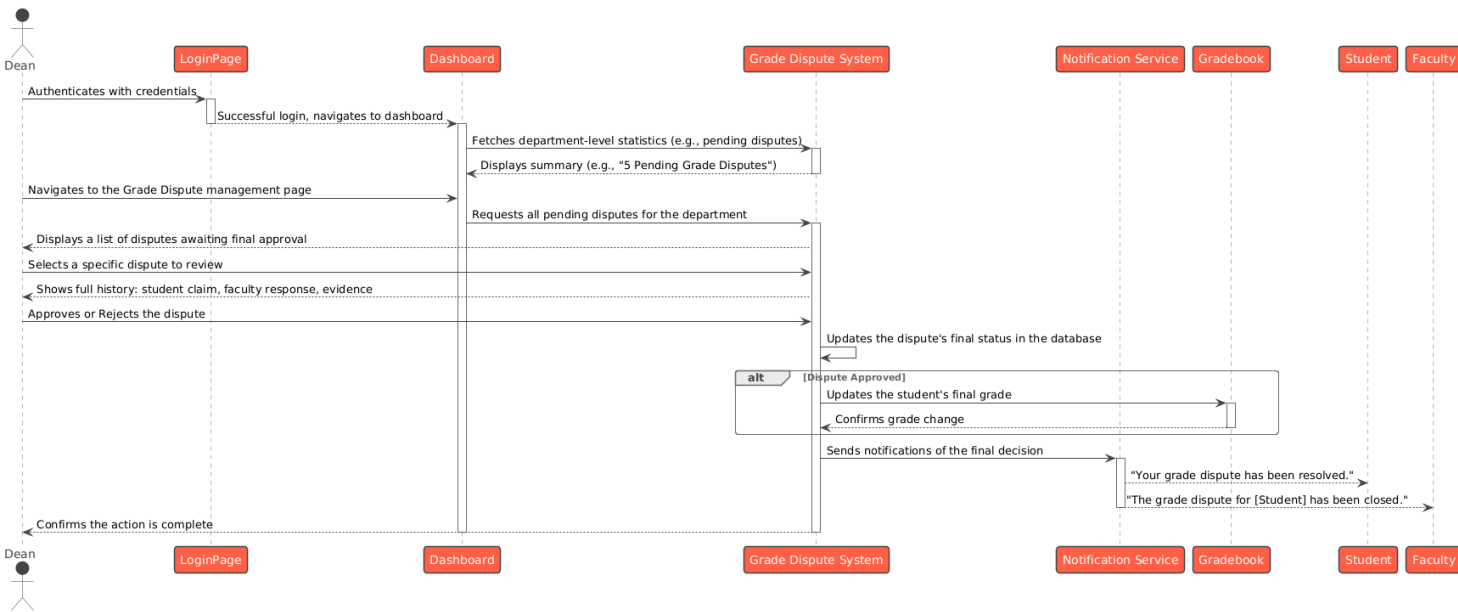 Dean
LoginPage
Dashboard
Grade Dispute System
Notification Service
Gradebook
Student
Faculty
Authenticates with credentials
Successful login, navigates to dashboard
Fetches department-level statistics (e.g., pending disputes)
Displays summary (e.g., "5 Pending Grade Disputes")
Navigates to the Grade Dispute management page
Requests all pending disputes for the department
Displays a list of disputes awaiting final approval
Selects a specific dispute to review
Shows full history: student claim, faculty response, evidence
Approves or Rejects the dispute
Updates the dispute's final status in the database
alt
[Dispute Approved]
Updates the student's final grade
Confirms grade change
Sends notifications of the final decision
"Your grade dispute has been resolved."
"The grade dispute for [Student] has been closed."
Confirms the action is complete
Dean
LoginPage
Dashboard
Grade Dispute System
Notification Service
Gradebook
Student
Faculty